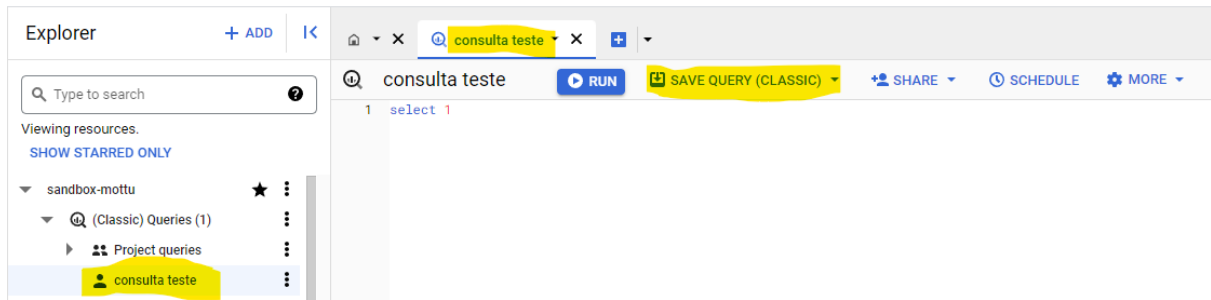 Explorer
+ ADD
Type to search
Viewing resources.
SHOW STARRED ONLY
sandbox-mottu
(Classic) Queries (1)
Project queries
consulta teste
consulta teste
consulta teste
RUN
SAVE QUERY (CLASSIC)
SHARE
SCHEDULE
MORE
1 select 1